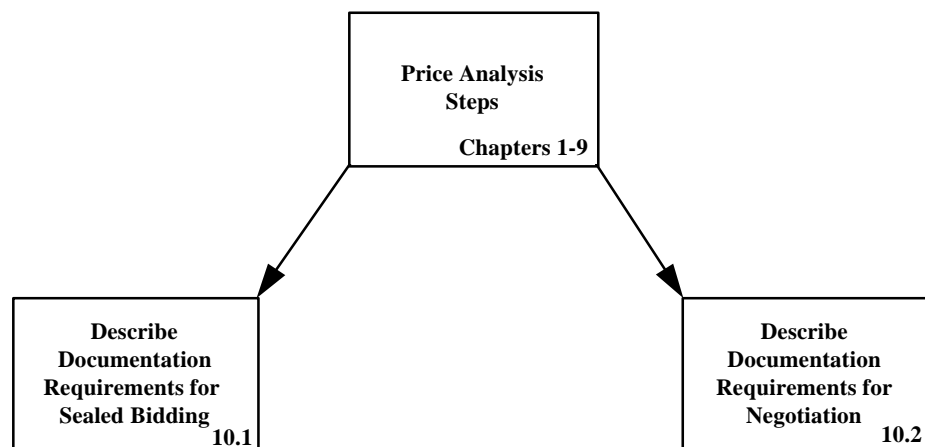 Price Analysis
Steps
Chapters 1-9
Describe
Documentation
Requirements for
Sealed Bidding
10.1
Describe
Documentation
Requirements for
Negotiation
10.2